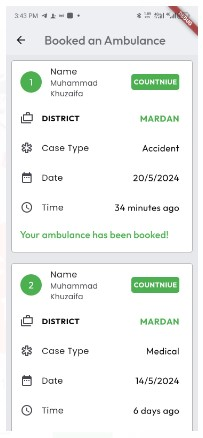 3:43 PM
Booked an Ambulance
1
Name
Muhammad
Khuzaifa
COUNTNIUE
DISTRICT
MARDAN
Case Type
Accident
Date
20/5/2024
Time
34 minutes ago
Your ambulance has been booked!
2
Name
Muhammad
Khuzaifa
COUNTNIUE
DISTRICT
MARDAN
Case Type
Medical
Date
14/5/2024
Time
6 days ago